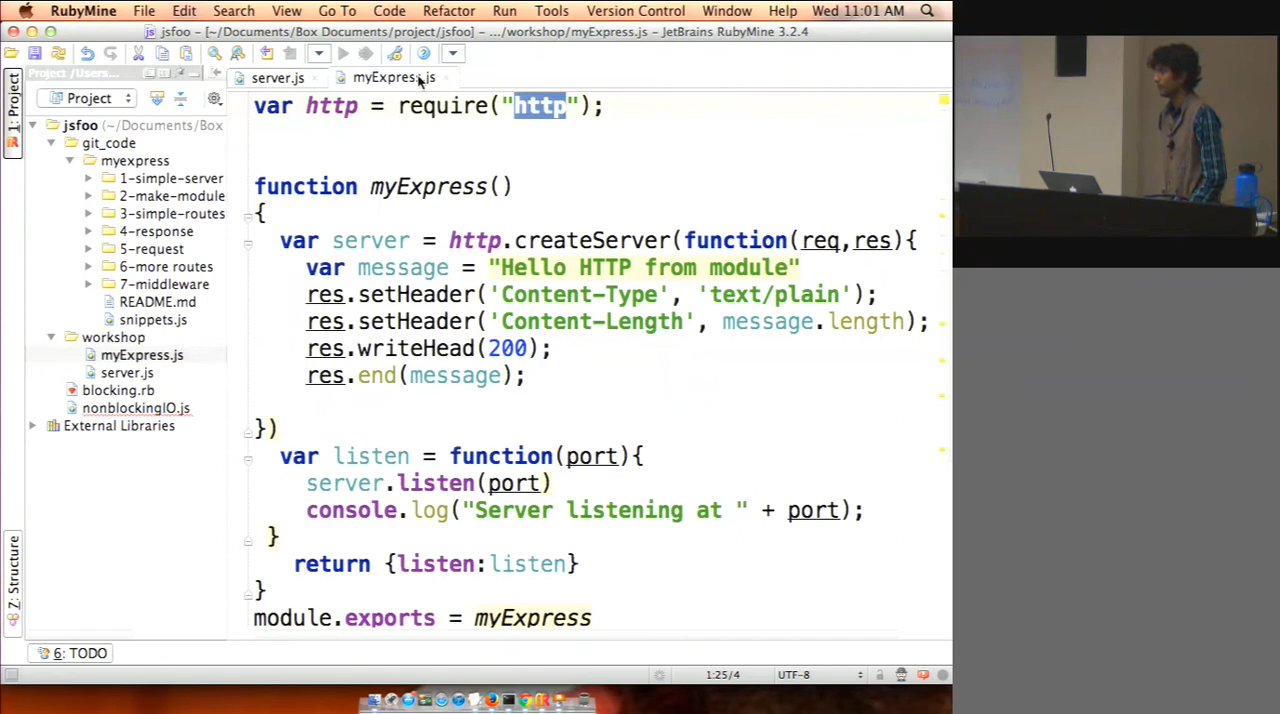 RubyMine File Edit Search View Go To Code Refactor Run Tools Version Control Window Help Wed 11:01 AM
jsfoo - [~/Documents/Box Documents/project/jsfoo] - .../workshop/myExpress.js - JetBrains RubyMine 3.2.4
Project /Users...
server.js
myExpress.js
1: Project
Project
jsfoo (~/Documents/Box
git_code
myexpress
1-simple-server
2-make-module
3-simple-routes
4-response
5-request
6-more routes
7-middleware
README.md
snippets.js
workshop
myExpress.js
server.js
blocking.rb
nonblockingIO.js
External Libraries
7: Structure
var http = require("http");
function myExpress()
{
var server = http.createServer(function(req,res){
var message = "Hello HTTP from module"
res.setHeader('Content-Type', 'text/plain');
res.setHeader('Content-Length', message.length);
res.writeHead(200);
res.end(message);
})
var listen = function(port){
server.listen(port)
console.log("Server listening at " + port);
}
return {listen:listen}
}
module.exports = myExpress
6: TODO
1:25/4 UTF-8